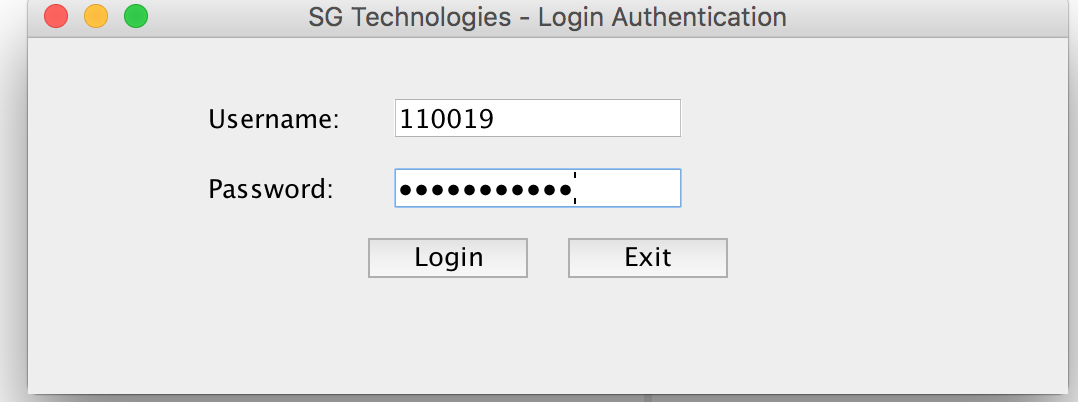 SG Technologies - Login Authentication
Username: 110019
Password: •••••••••••
Login Exit